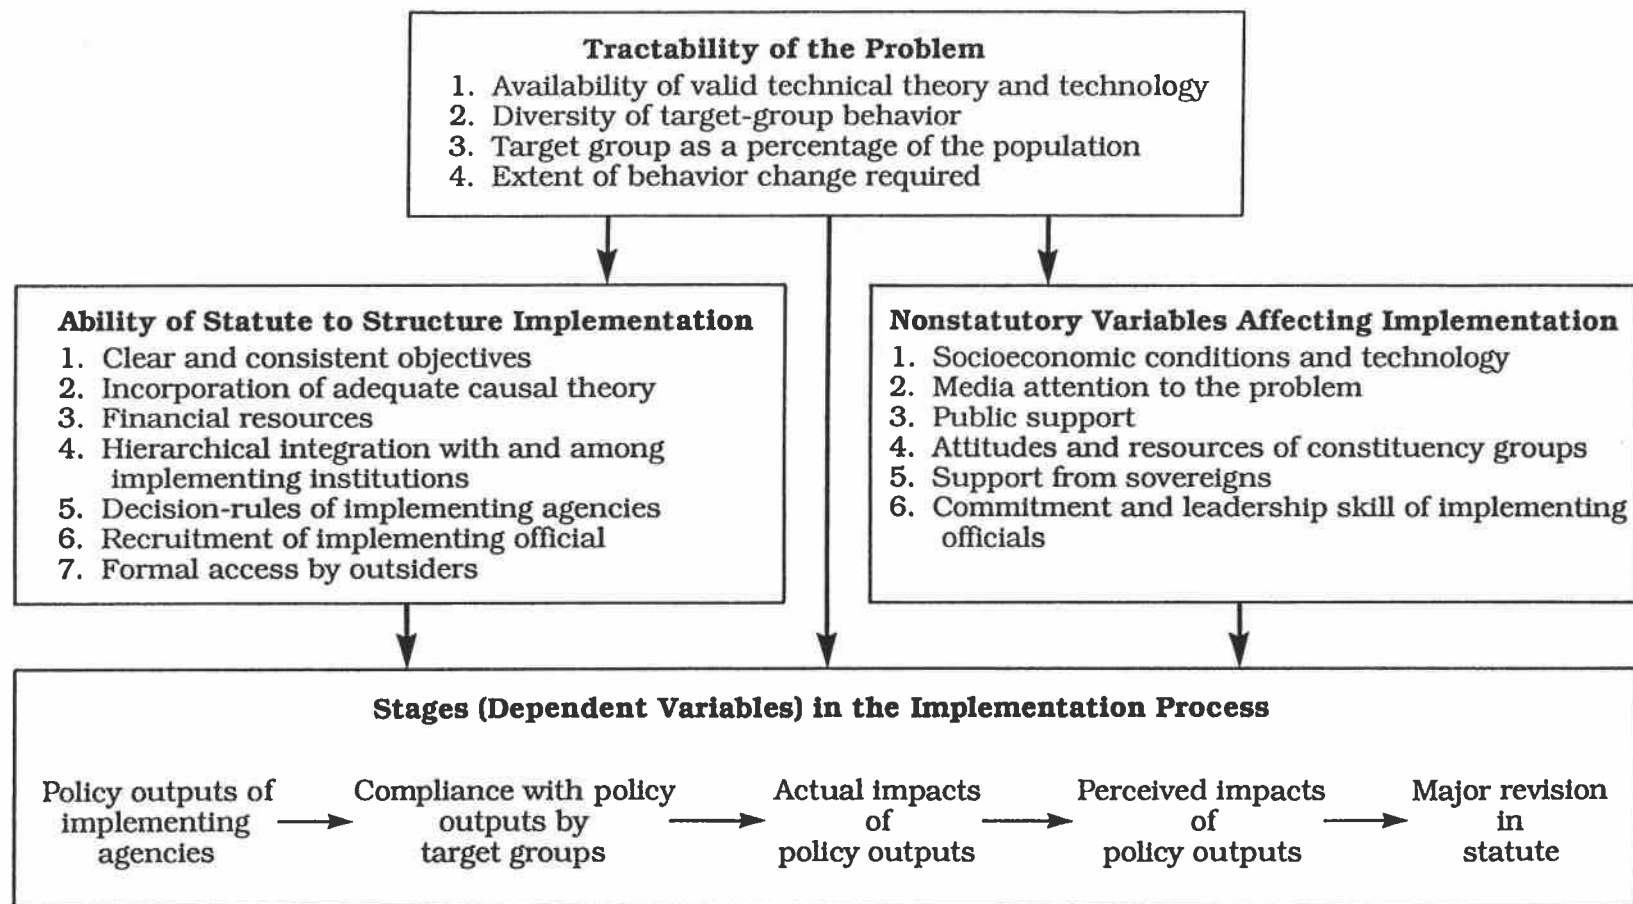 Tractability of the Problem
1. Availability of valid technical theory and technology
2. Diversity of target-group behavior
3. Target group as a percentage of the population
4. Extent of behavior change required
Ability of Statute to Structure Implementation
1. Clear and consistent objectives
2. Incorporation of adequate causal theory
3. Financial resources
4. Hierarchical integration with and among
implementing institutions
5. Decision-rules of implementing agencies
6. Recruitment of implementing official
7. Formal access by outsiders
Nonstatutory Variables Affecting Implementation
1. Socioeconomic conditions and technology
2. Media attention to the problem
3. Public support
4. Attitudes and resources of constituency groups
5. Support from sovereigns
6. Commitment and leadership skill of implementing
officials
Stages (Dependent Variables) in the Implementation Process
Policy outputs of
implementing
agencies
Compliance with policy
outputs by
target groups
Actual impacts
of
policy outputs
Perceived impacts
of
policy outputs
Major revision
in
statute